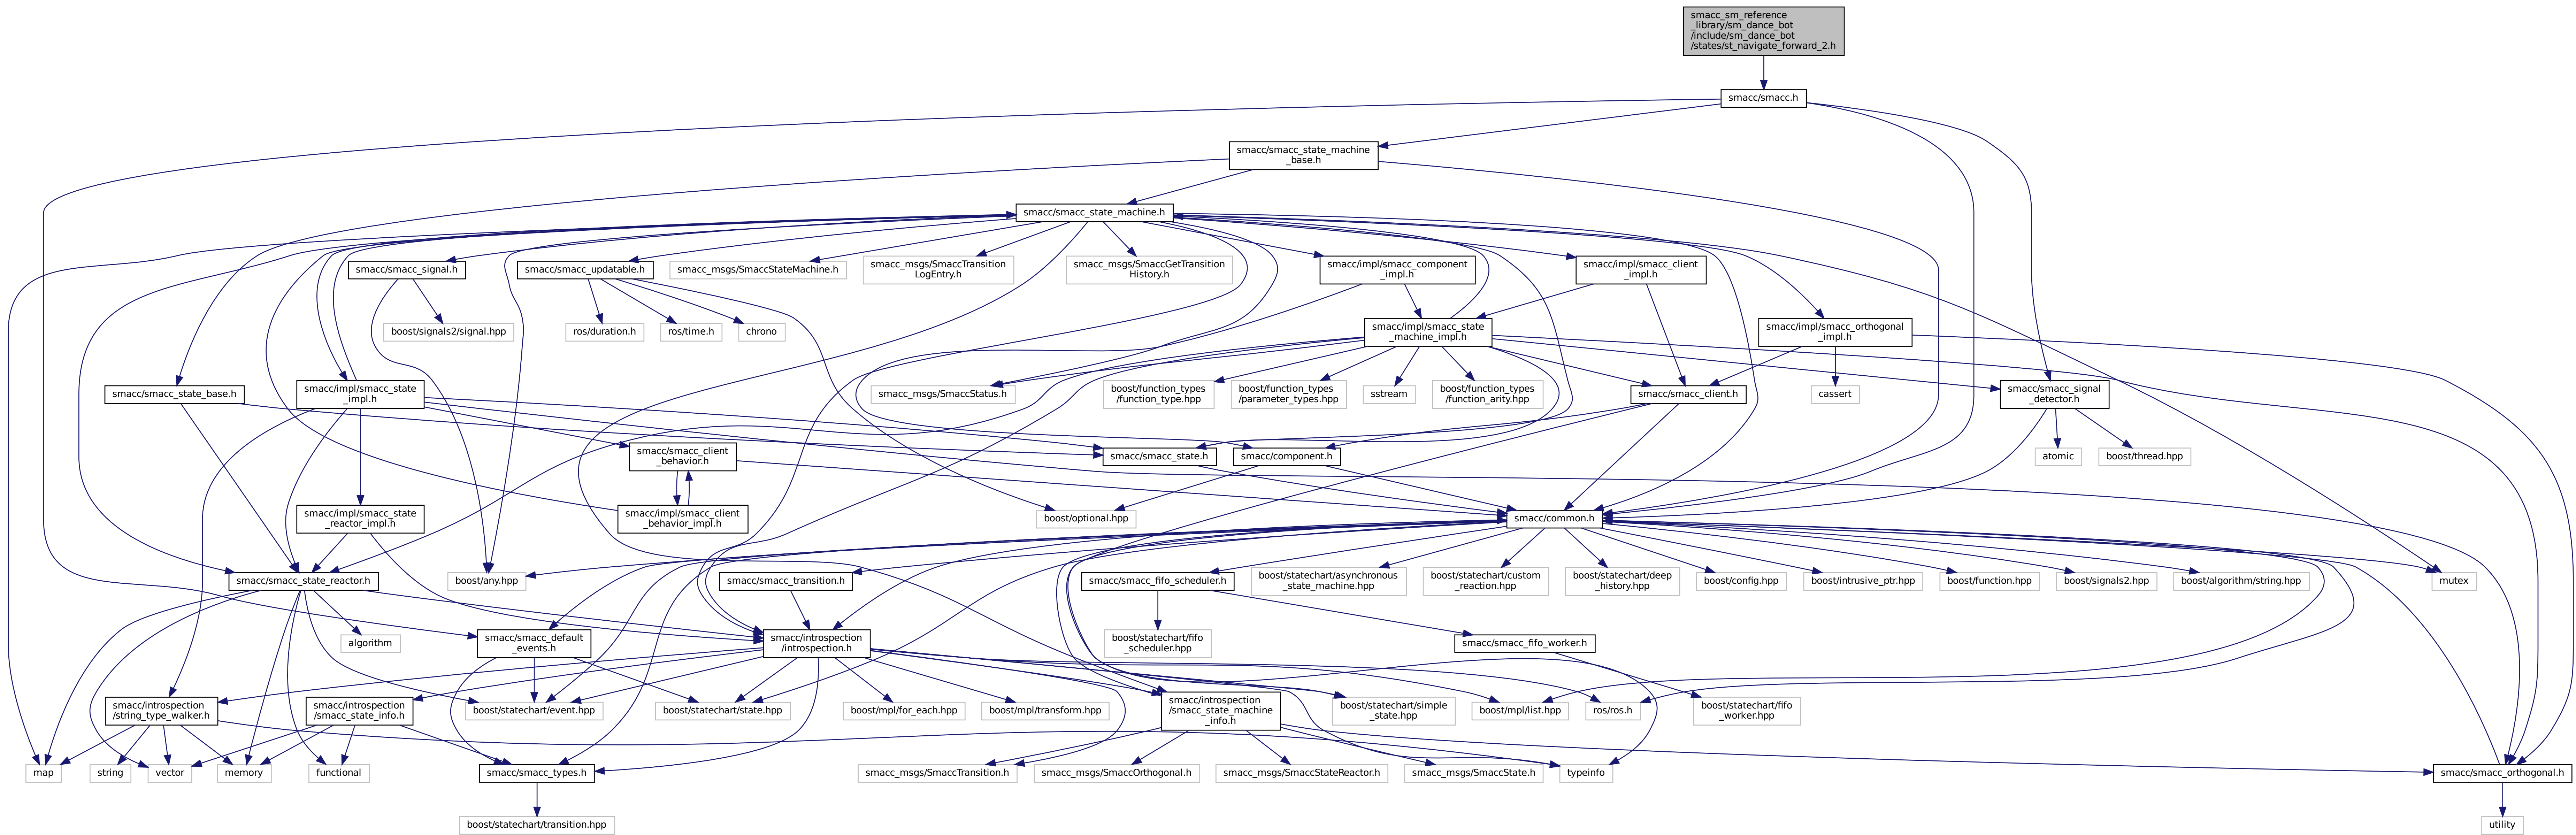 smacc_sm_reference
_library/sm_dance_bot
/include/sm_dance_bot
/states/st_navigate_forward_2.h
smacc/smacc.h
smacc/smacc_state_machine
_base.h
smacc/smacc_state_machine.h
smacc/smacc_signal.h
smacc/smacc_updatable.h
smacc_msgs/SmaccStateMachine.h
smacc_msgs/SmaccTransition
LogEntry.h
smacc_msgs/SmaccGetTransition
History.h
smacc/impl/smacc_component
_impl.h
smacc/impl/smacc_client
_impl.h
boost/signals2/signal.hpp
ros/duration.h
ros/time.h
chrono
smacc/impl/smacc_state
_machine_impl.h
smacc/impl/smacc_orthogonal
_impl.h
smacc/smacc_state_base.h
smacc/impl/smacc_state
_impl.h
smacc_msgs/SmaccStatus.h
boost/function_types
/function_type.hpp
boost/function_types
/parameter_types.hpp
sstream
boost/function_types
/function_arity.hpp
smacc/smacc_client.h
cassert
smacc/smacc_signal
_detector.h
smacc/smacc_client
_behavior.h
smacc/smacc_state.h
smacc/component.h
atomic
boost/thread.hpp
smacc/impl/smacc_state
_reactor_impl.h
smacc/impl/smacc_client
_behavior_impl.h
boost/optional.hpp
smacc/common.h
smacc/smacc_state_reactor.h
boost/any.hpp
smacc/smacc_transition.h
smacc/smacc_fifo_scheduler.h
boost/statechart/asynchronous
_state_machine.hpp
boost/statechart/custom
_reaction.hpp
boost/statechart/deep
_history.hpp
boost/config.hpp
boost/intrusive_ptr.hpp
boost/function.hpp
boost/signals2.hpp
boost/algorithm/string.hpp
mutex
algorithm
smacc/smacc_default
_events.h
smacc/introspection
/introspection.h
boost/statechart/fifo
_scheduler.hpp
smacc/smacc_fifo_worker.h
smacc/introspection
/string_type_walker.h
smacc/introspection
/smacc_state_info.h
boost/statechart/event.hpp
boost/statechart/state.hpp
boost/mpl/for_each.hpp
boost/mpl/transform.hpp
smacc/introspection
/smacc_state_machine
_info.h
boost/statechart/simple
_state.hpp
boost/mpl/list.hpp
ros/ros.h
boost/statechart/fifo
_worker.hpp
map
string
vector
memory
functional
smacc/smacc_types.h
smacc_msgs/SmaccTransition.h
smacc_msgs/SmaccOrthogonal.h
smacc_msgs/SmaccStateReactor.h
smacc_msgs/SmaccState.h
typeinfo
smacc/smacc_orthogonal.h
boost/statechart/transition.hpp
utility